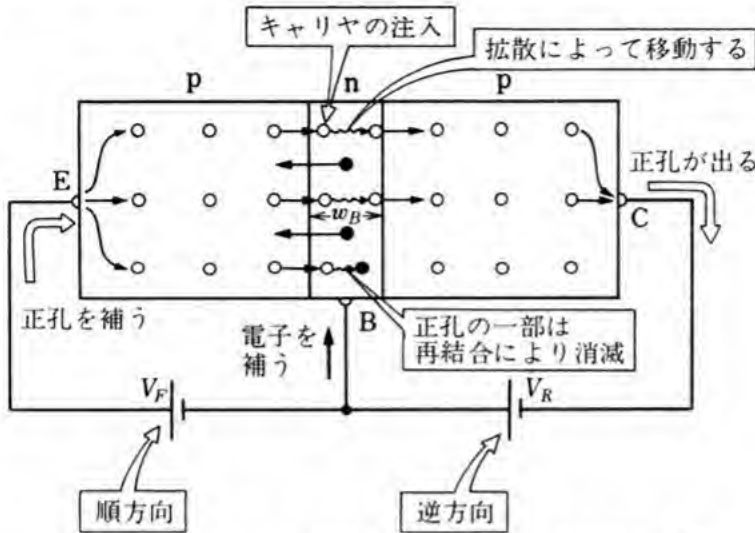 キャリヤの注入
拡散によって移動する
p
n
p
E
正孔が出る
w_B
C
正孔を補う
B
電子を
補う
正孔の一部は
再結合により消滅
V_F
V_R
順方向
逆方向